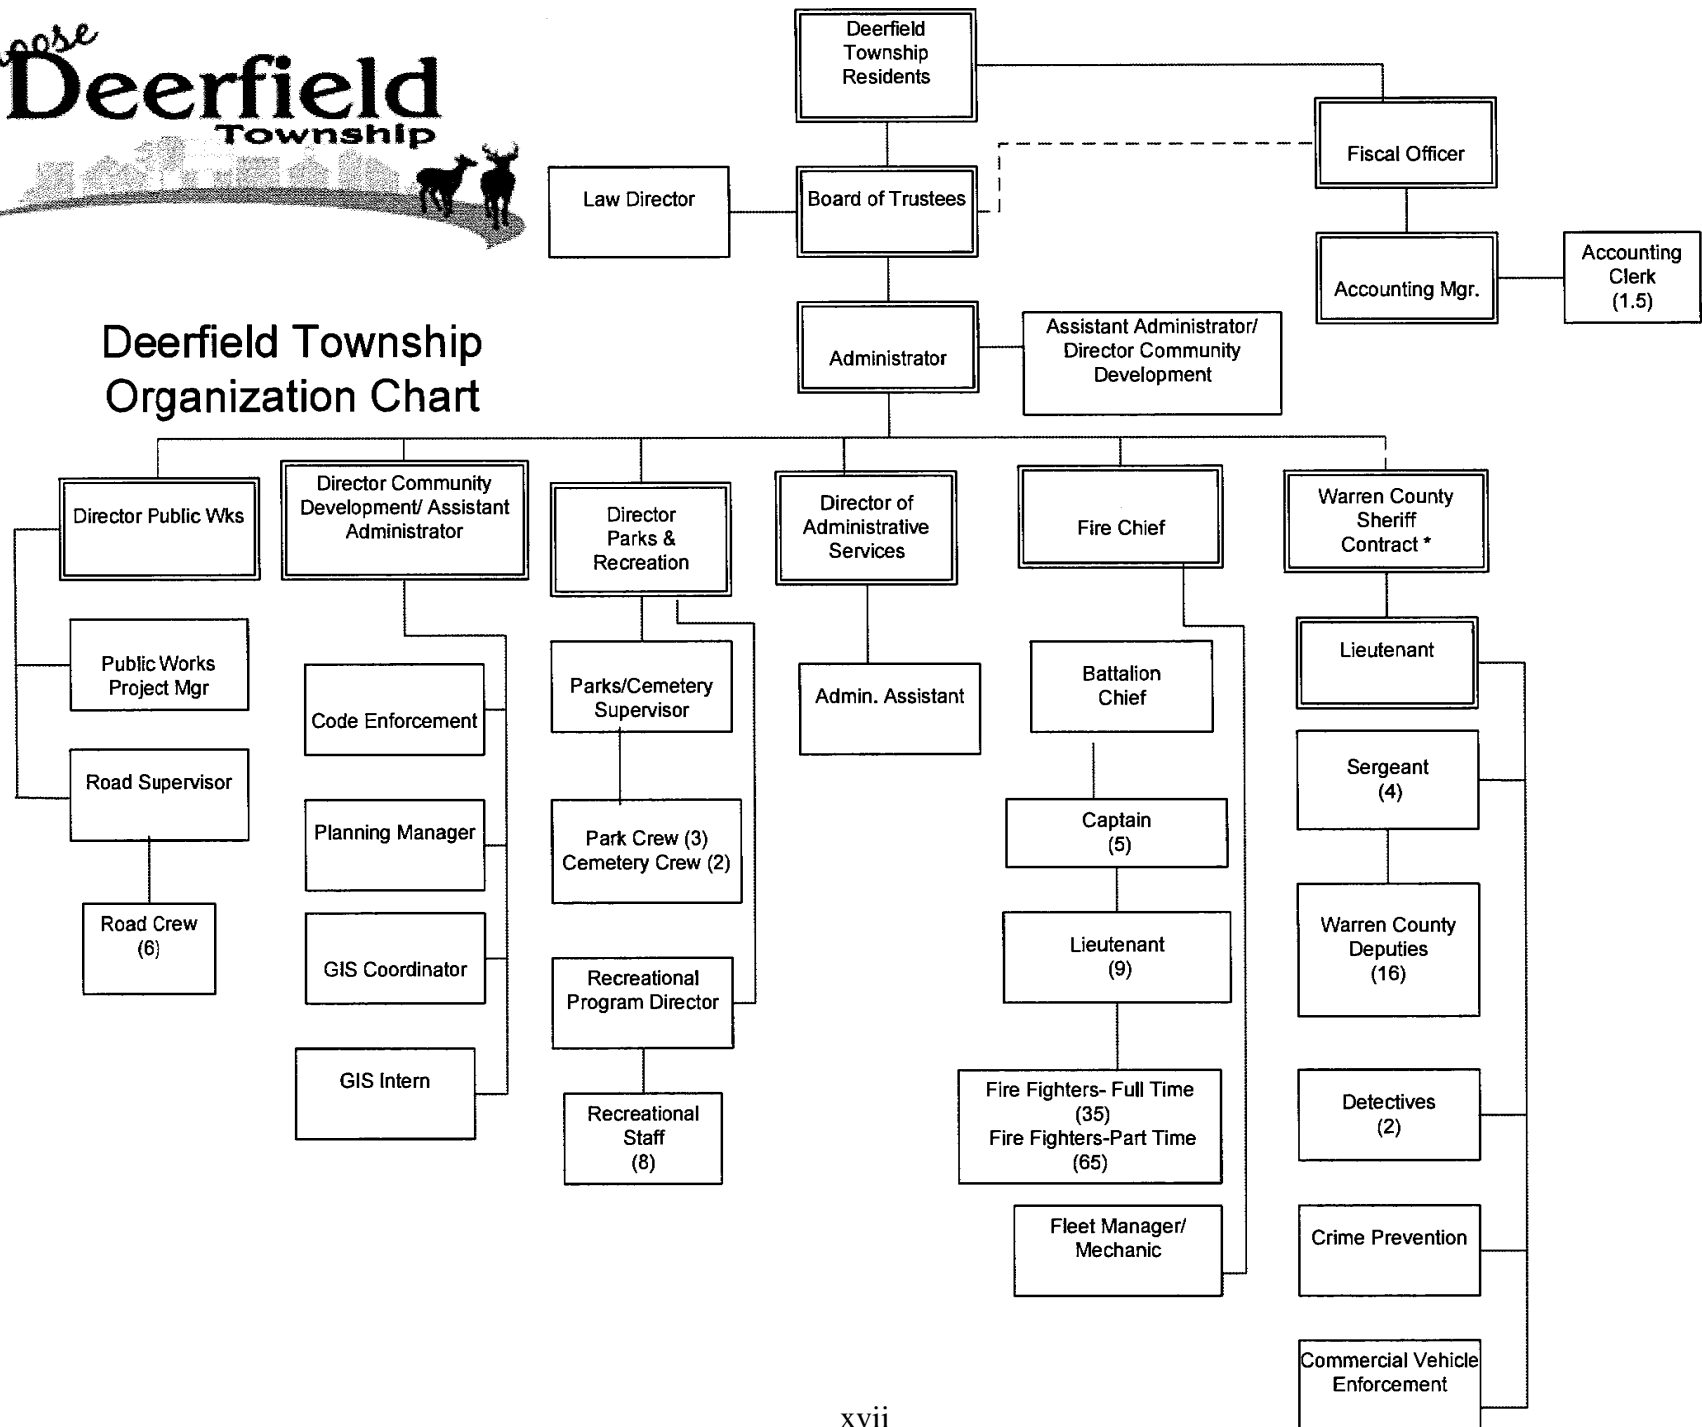 Choose
Deerfield
Township
Deerfield Township
Organization Chart
Deerfield
Township
Residents
Fiscal Officer
Law Director
Board of Trustees
Accounting Mgr.
Accounting
Clerk
(1.5)
Administrator
Assistant Administrator/
Director Community
Development
Director Public Wks
Public Works
Project Mgr
Road Supervisor
Road Crew
(6)
Director Community
Development/ Assistant
Administrator
Code Enforcement
Planning Manager
GIS Coordinator
GIS Intern
Director
Parks &
Recreation
Parks/Cemetery
Supervisor
Park Crew (3)
Cemetery Crew (2)
Recreational
Program Director
Recreational
Staff
(8)
Director of
Administrative
Services
Admin. Assistant
Fire Chief
Battalion
Chief
Captain
(5)
Lieutenant
(9)
Fire Fighters- Full Time
(35)
Fire Fighters-Part Time
(65)
Fleet Manager/
Mechanic
Warren County
Sheriff
Contract *
Lieutenant
Sergeant
(4)
Warren County
Deputies
(16)
Detectives
(2)
Crime Prevention
Commercial Vehicle
Enforcement
xvii